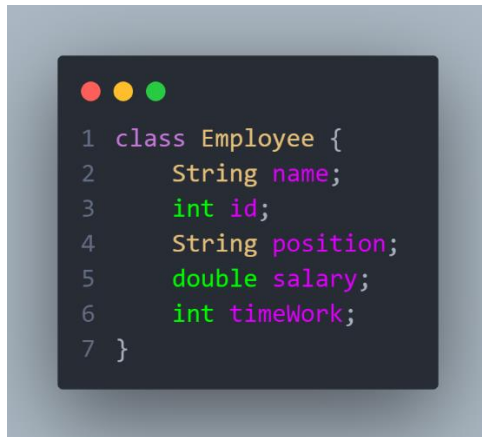 1 class Employee {
2     String name;
3     int id;
4     String position;
5     double salary;
6     int timeWork;
7 }